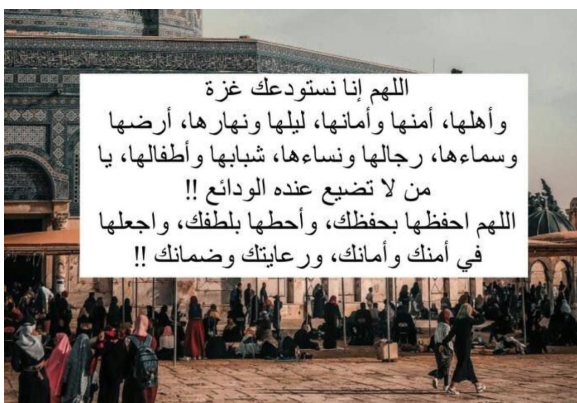 اللهم إنا نستودعك غزة
وأهلها، أمنها وأمانها، ليلها ونهارها، أرضها
وسماءها، رجالها ونساءها، شبابها وأطفالها، يا
من لا تضيع عنده الودائع !!
اللهم احفظها بحفظك، وأحطها بلطفك، واجعلها
في أمنك وأمانك، ورعايتك وضمانك !!